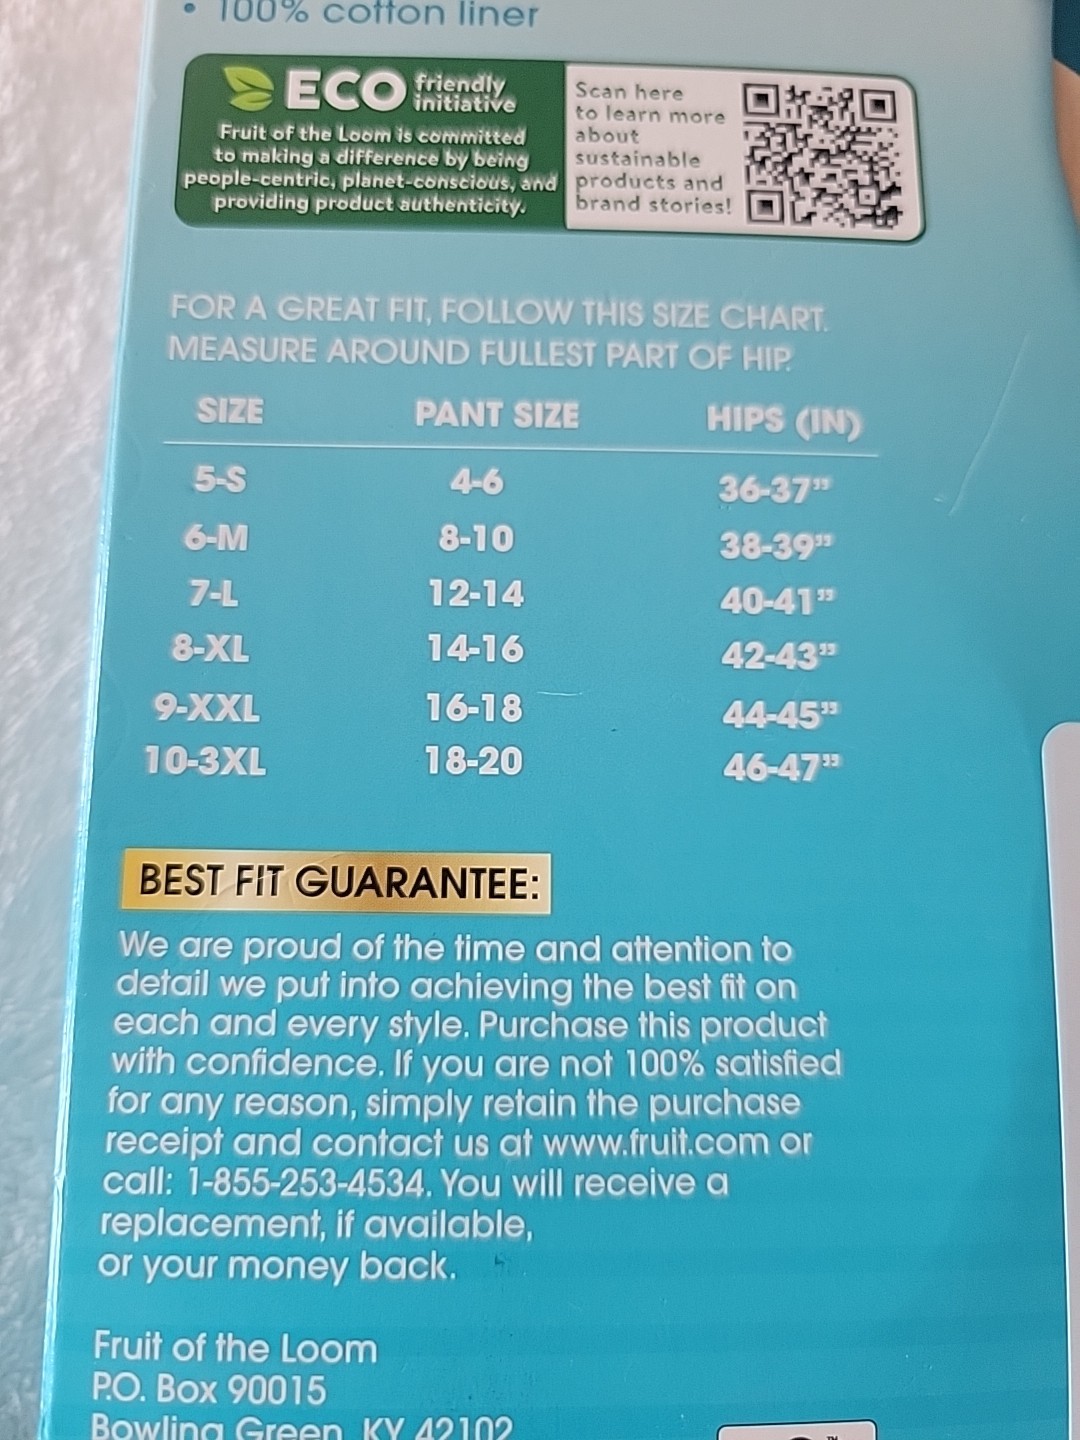 • 100% cotton liner
ECO friendly initiative
Fruit of the Loom is committed
to making a difference by being
people-centric, planet-conscious, and
providing product authenticity.
Scan here
to learn more
about
sustainable
products and
brand stories!
FOR A GREAT FIT, FOLLOW THIS SIZE CHART.
MEASURE AROUND FULLEST PART OF HIP.
SIZE PANT SIZE HIPS (IN)
5-S 4-6 36-37”
6-M 8-10 38-39”
7-L 12-14 40-41”
8-XL 14-16 42-43”
9-XXL 16-18 44-45”
10-3XL 18-20 46-47”
BEST FIT GUARANTEE:
We are proud of the time and attention to
detail we put into achieving the best fit on
each and every style. Purchase this product
with confidence. If you are not 100% satisfied
for any reason, simply retain the purchase
receipt and contact us at www.fruit.com or
call: 1-855-253-4534. You will receive a
replacement, if available,
or your money back.
Fruit of the Loom
P.O. Box 90015
Bowling Green, KY 42102
™